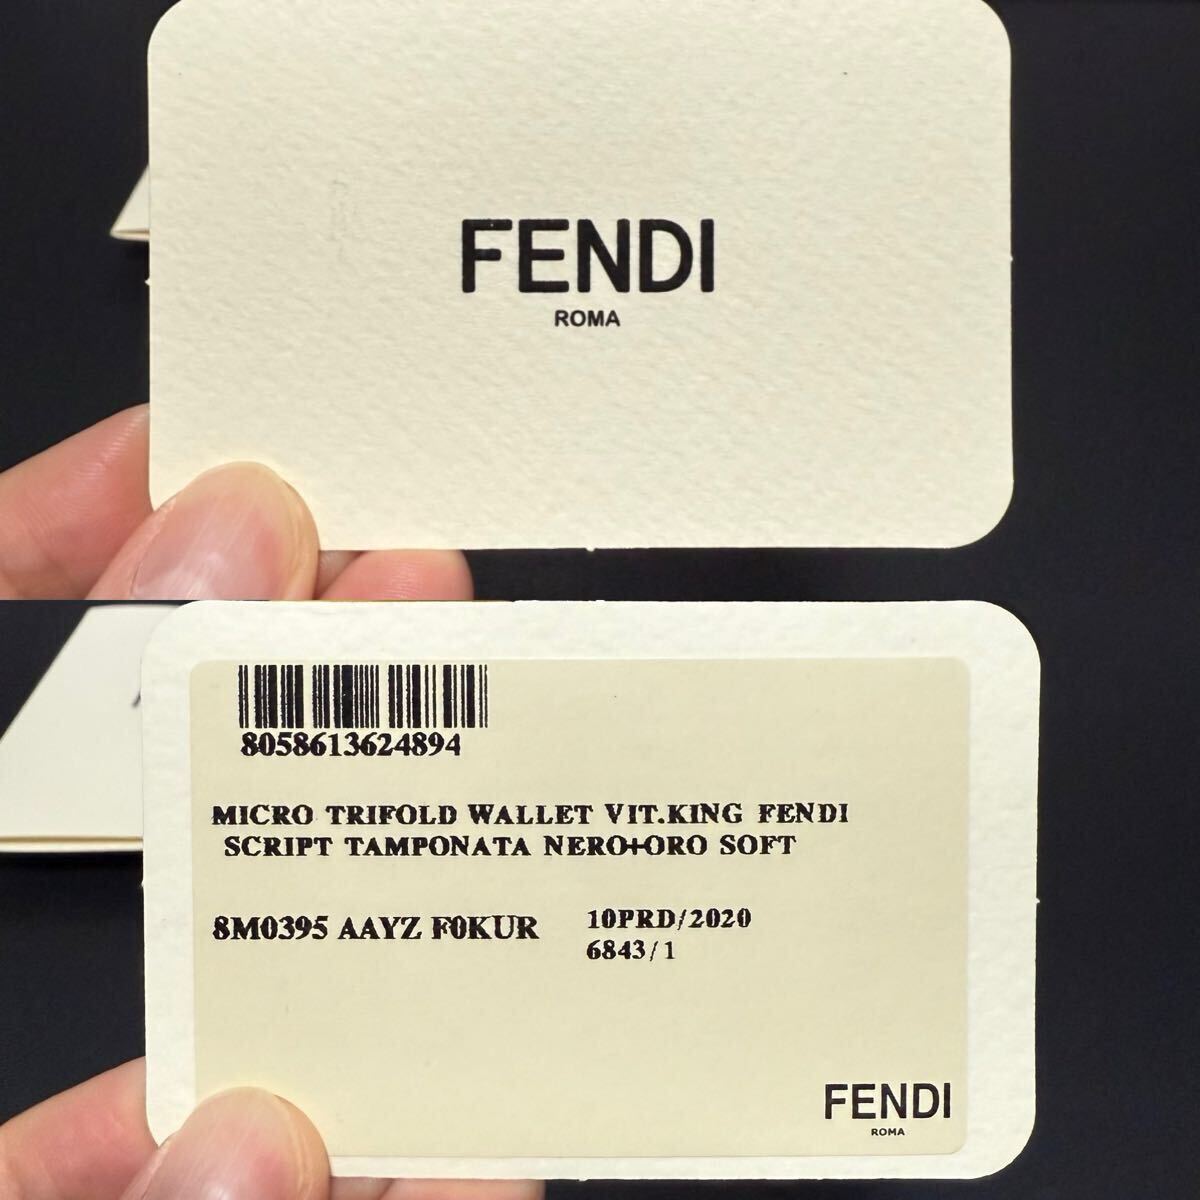 FENDI
ROMA
8058613624894
MICRO TRIFOLD WALLET VIT.KING FENDI
SCRIPT TAMPONATA NERO+ORO SOFT
8M0395 AAYZ F0KUR
10PRD/2020
6843/1
FENDI
ROMA